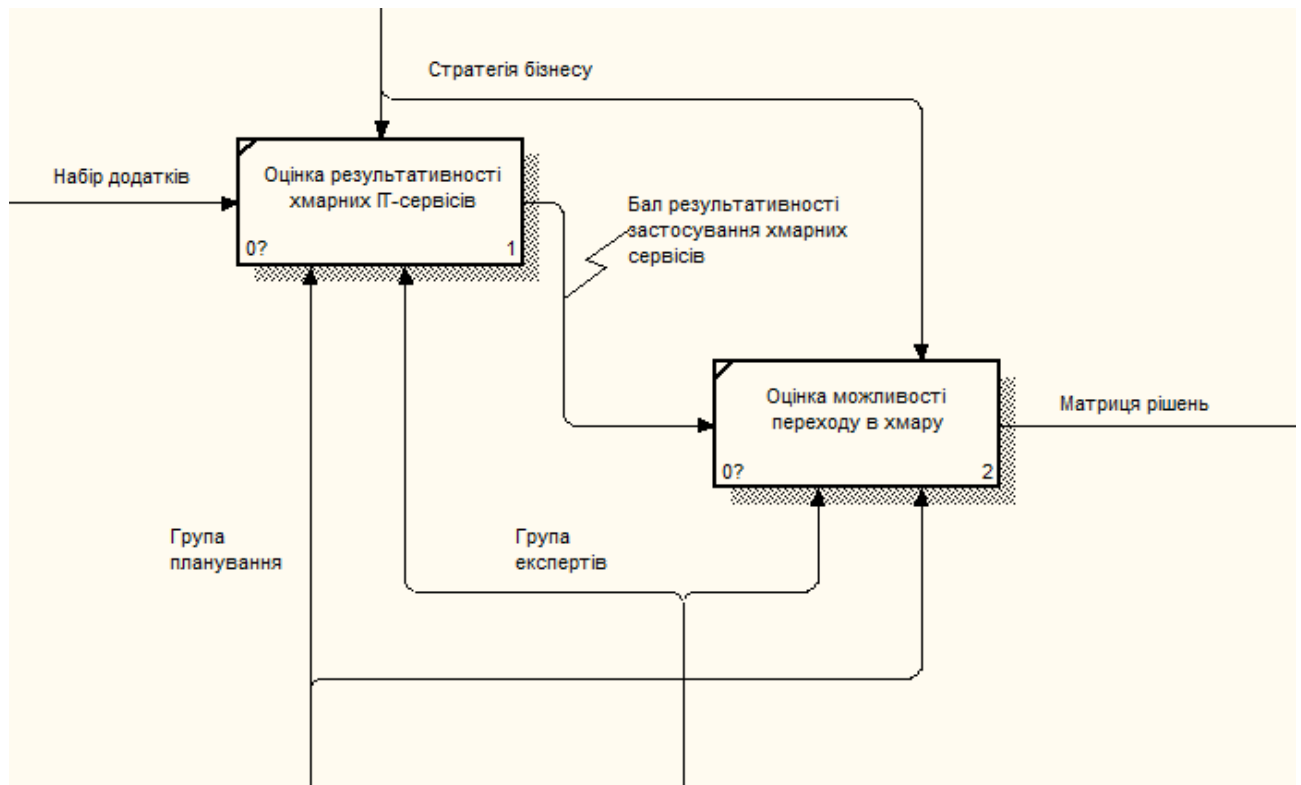 Стратегія бізнесу
Набір додатків
Оцінка результативності
хмарних ІТ-сервісів
0?
1
Бал результативності
застосування хмарних
сервісів
Оцінка можливості
переходу в хмару
0?
2
Матриця рішень
Група
планування
Група
експертів